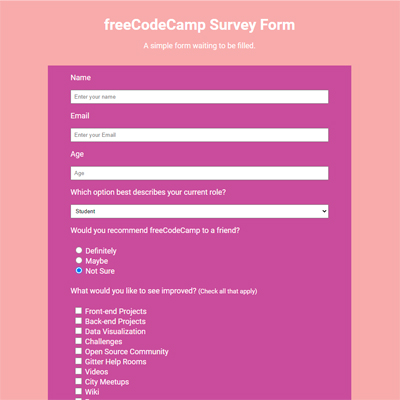 freeCodeCamp Survey Form
A simple form waiting to be filled.
Name
Enter your name
Email
Enter your Email
Age
Age
Which option best describes your current role?
Student
Would you recommend freeCodeCamp to a friend?
Definitely
Maybe
Not Sure
What would you like to see improved? (Check all that apply)
Front-end Projects
Back-end Projects
Data Visualization
Challenges
Open Source Community
Gitter Help Rooms
Videos
City Meetups
Wiki